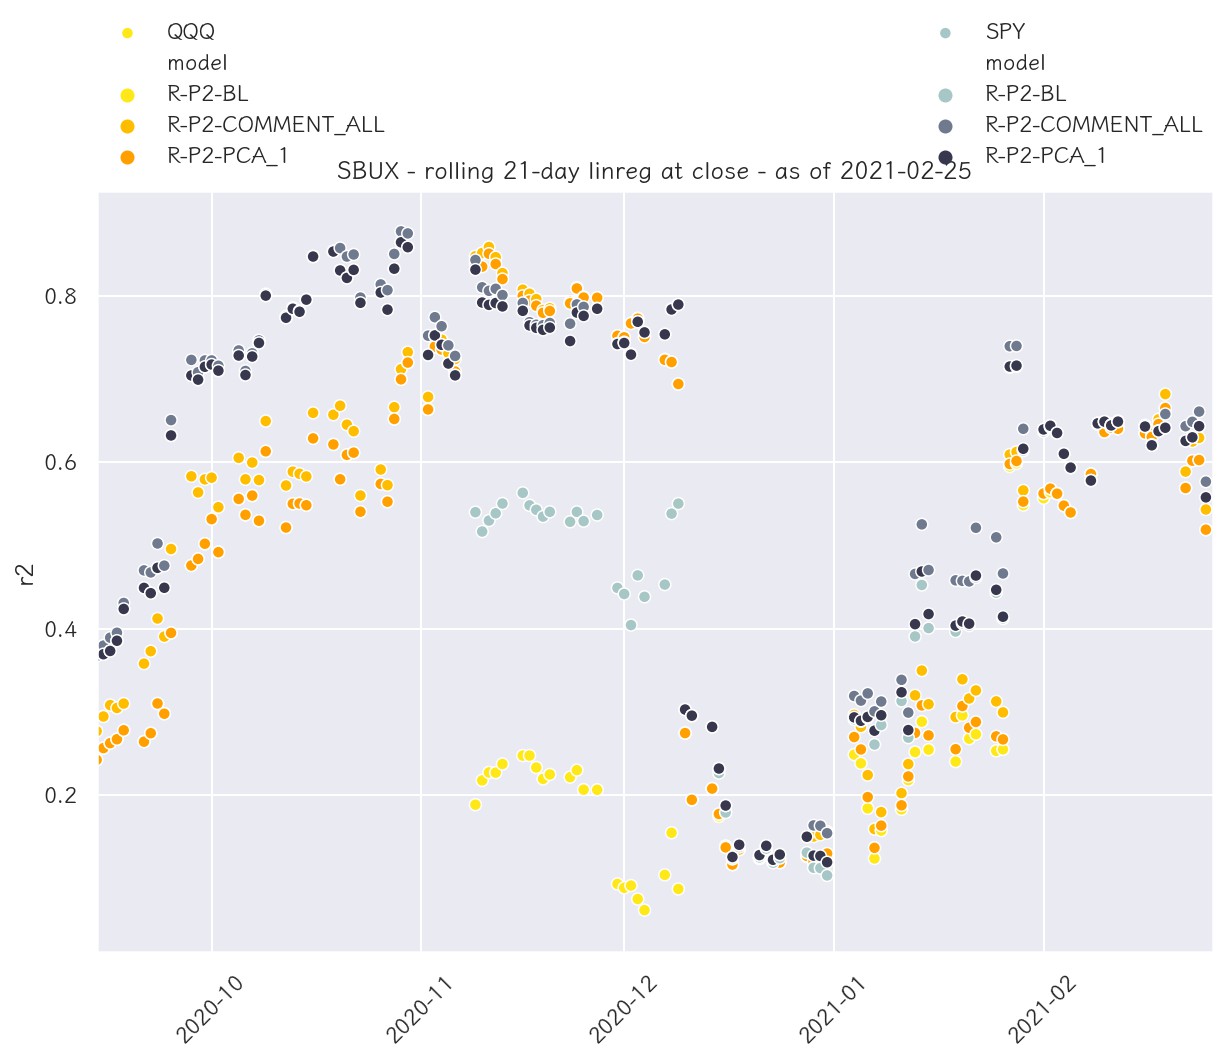 QQQ
model
R-P2-BL
R-P2-COMMENT_ALL
R-P2-PCA_1
SPY
model
R-P2-BL
R-P2-COMMENT_ALL
R-P2-PCA_1
SBUX - rolling 21-day linreg at close - as of 2021-02-25
r2
0.8
0.6
0.4
0.2
2020-10
2020-11
2020-12
2021-01
2021-02